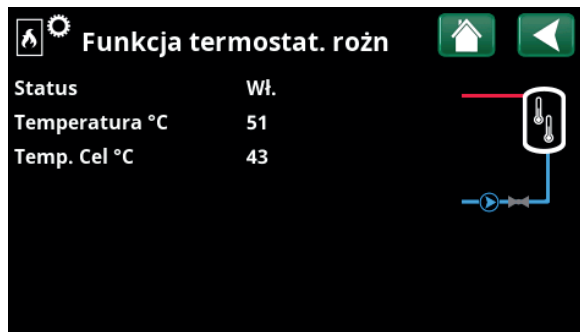 Funkcja termostat. rożn
Status Wł.
Temperatura °C 51
Temp. Cel °C 43